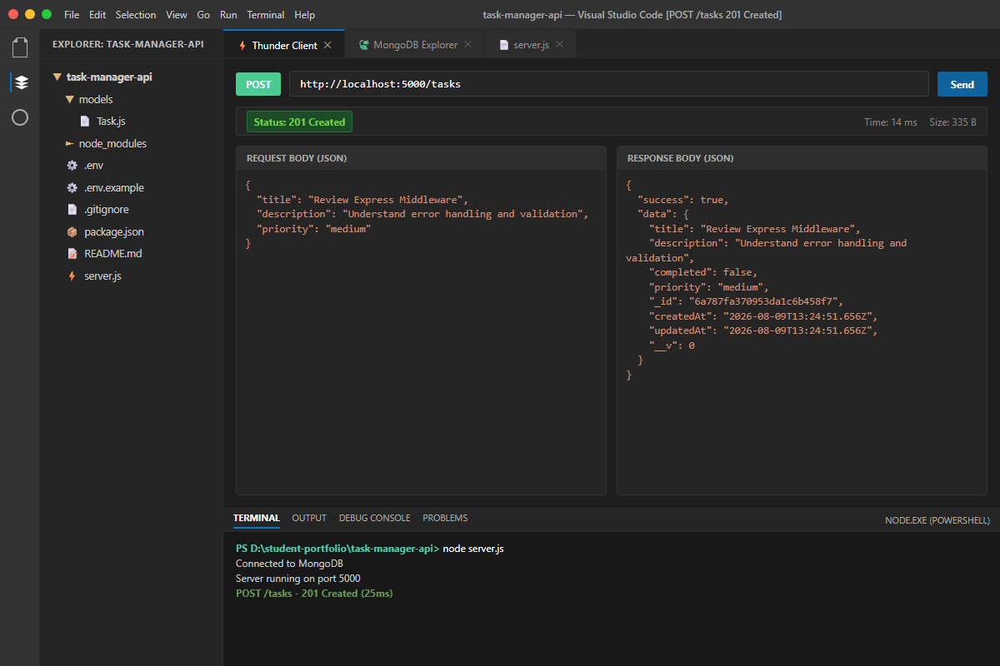 File Edit Selection View Go Run Terminal Help
task-manager-api — Visual Studio Code [POST /tasks 201 Created]
EXPLORER: TASK-MANAGER-API
task-manager-api
models
Task.js
node_modules
.env
.env.example
.gitignore
package.json
README.md
server.js
Thunder Client
MongoDB Explorer
server.js
POST
http://localhost:5000/tasks
Send
Status: 201 Created
Time: 14 ms
Size: 335 B
REQUEST BODY (JSON)
{
  "title": "Review Express Middleware",
  "description": "Understand error handling and validation",
  "priority": "medium"
}
RESPONSE BODY (JSON)
{
  "success": true,
  "data": {
    "title": "Review Express Middleware",
    "description": "Understand error handling and
validation",
    "completed": false,
    "priority": "medium",
    "_id": "6a787fa370953da1c6b458f7",
    "createdAt": "2026-08-09T13:24:51.656Z",
    "updatedAt": "2026-08-09T13:24:51.656Z",
    "__v": 0
  }
}
TERMINAL OUTPUT DEBUG CONSOLE PROBLEMS
NODE.EXE (POWERSHELL)
PS D:\student-portfolio\task-manager-api> node server.js
Connected to MongoDB
Server running on port 5000
POST /tasks - 201 Created (25ms)